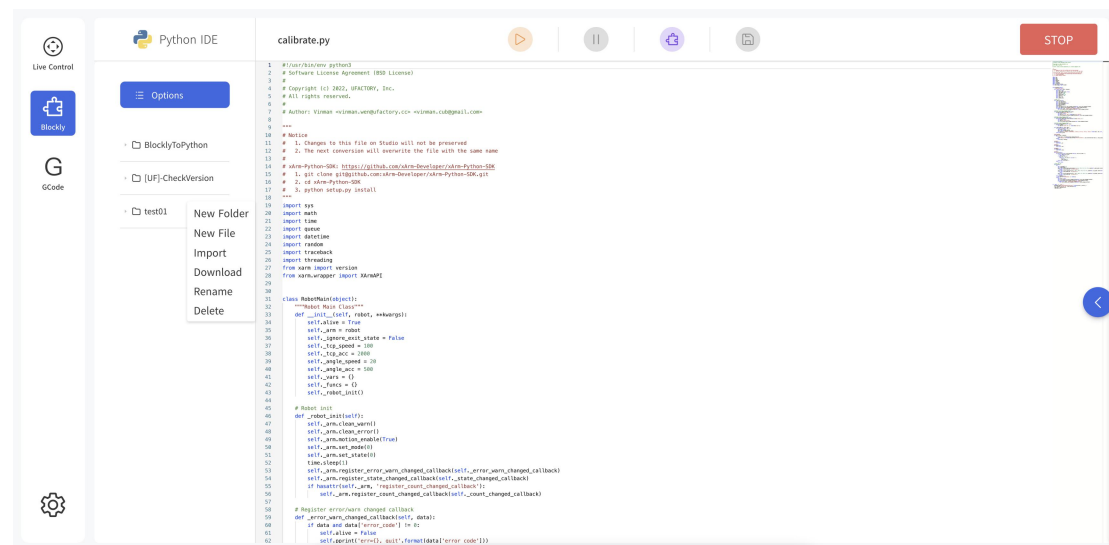 Live Control
Blockly
G
GCode
Python IDE
Options
BlocklyToPython
[UF]-CheckVersion
test01
New Folder
New File
Import
Download
Rename
Delete
calibrate.py
STOP
1 #!/usr/bin/env python3
2 # Software License Agreement (BSD License)
3 #
4 # Copyright (c) 2022, UFACTORY, Inc.
5 # All rights reserved.
6 #
7 # Author: Vinman <vinman.wen@ufactory.cc> <vinman.cub@gmail.com>
8
9 """
10 # Notice
11 #   1. Changes to this file on Studio will not be preserved
12 #   2. The next conversion will overwrite the file with the same name
13 #
14 # xArm-Python-SDK: https://github.com/xArm-Developer/xArm-Python-SDK
15 #   1. git clone git@github.com:xArm-Developer/xArm-Python-SDK.git
16 #   2. cd xArm-Python-SDK
17 #   3. python setup.py install
18 """
19 import sys
20 import math
21 import time
22 import queue
23 import datetime
24 import random
25 import traceback
26 import threading
27 from xarm import version
28 from xarm.wrapper import XArmAPI
29
30
31 class RobotMain(object):
32     """Robot Main Class"""
33     def __init__(self, robot, **kwargs):
34         self.alive = True
35         self._arm = robot
36         self._ignore_exit_state = False
37         self._tcp_speed = 100
38         self._tcp_acc = 2000
39         self._angle_speed = 20
40         self._angle_acc = 500
41         self._vars = {}
42         self._funcs = {}
43         self._robot_init()
44
45     # Robot init
46     def _robot_init(self):
47         self._arm.clean_warn()
48         self._arm.clean_error()
49         self._arm.motion_enable(True)
50         self._arm.set_mode(0)
51         self._arm.set_state(0)
52         time.sleep(1)
53         self._arm.register_error_warn_changed_callback(self._error_warn_changed_callback)
54         self._arm.register_state_changed_callback(self._state_changed_callback)
55         if hasattr(self._arm, 'register_count_changed_callback'):
56             self._arm.register_count_changed_callback(self._count_changed_callback)
57
58     # Register error/warn changed callback
59     def _error_warn_changed_callback(self, data):
60         if data and data['error_code'] != 0:
61             self.alive = False
62             self.pprint('err={}, quit'.format(data['error_code']))